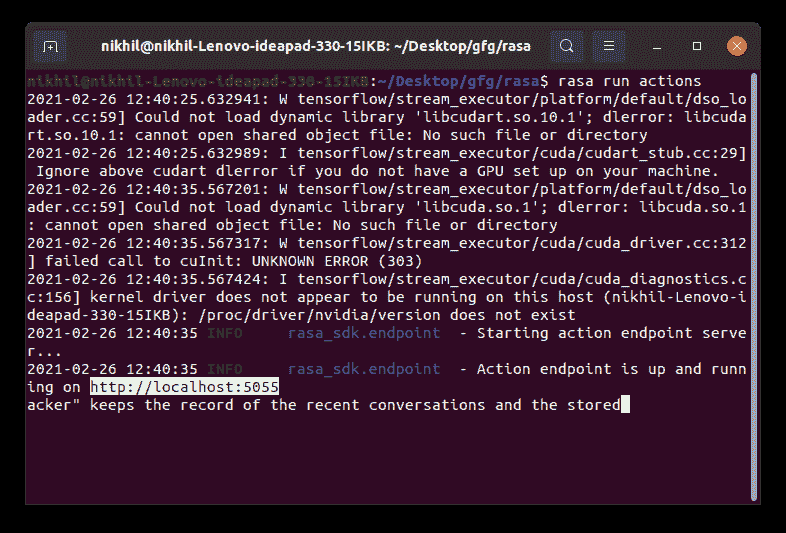 nikhil@nikhil-Lenovo-ideapad-330-15IKB: ~/Desktop/gfg/rasa
nikhil@nikhil-Lenovo-ideapad-330-15IKB:~/Desktop/gfg/rasa$ rasa run actions
2021-02-26 12:40:25.632941: W tensorflow/stream_executor/platform/default/dso_lo
ader.cc:59] Could not load dynamic library 'libcudart.so.10.1'; dlerror: libcuda
rt.so.10.1: cannot open shared object file: No such file or directory
2021-02-26 12:40:25.632989: I tensorflow/stream_executor/cuda/cudart_stub.cc:29]
 Ignore above cudart dlerror if you do not have a GPU set up on your machine.
2021-02-26 12:40:35.567201: W tensorflow/stream_executor/platform/default/dso_lo
ader.cc:59] Could not load dynamic library 'libcuda.so.1'; dlerror: libcuda.so.1
: cannot open shared object file: No such file or directory
2021-02-26 12:40:35.567317: W tensorflow/stream_executor/cuda/cuda_driver.cc:312
] failed call to cuInit: UNKNOWN ERROR (303)
2021-02-26 12:40:35.567424: I tensorflow/stream_executor/cuda/cuda_diagnostics.c
c:156] kernel driver does not appear to be running on this host (nikhil-Lenovo-i
deapad-330-15IKB): /proc/driver/nvidia/version does not exist
2021-02-26 12:40:35 INFO     rasa_sdk.endpoint  - Starting action endpoint serve
r...
2021-02-26 12:40:35 INFO     rasa_sdk.endpoint  - Action endpoint is up and runn
ing on http://localhost:5055
acker" keeps the record of the recent conversations and the stored